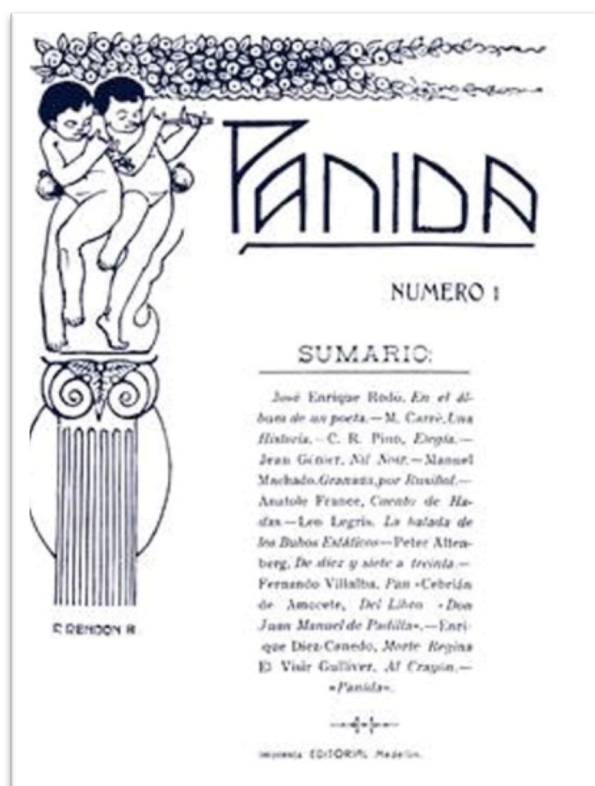 PANIDA
NUMERO 1
SUMARIO:
José Enrique Rodó, En el ál-
bum de un poeta.—M. Carré, Una
Historia.—C. R. Pino, Elegía.—
Jean Génier, Nil Noir.—Manuel
Machado, Granada, por Rusiñol.—
Anatole France, Cuento de Ha-
das.—Leo Legris, La balada de
los Buhos Estáticos—Peter Alten-
berg, De diez y siete a treinta.—
Fernando Villalba, Pan «Cebrián
de Amocete, Del Libro «Don
Juan Manuel de Padilla».—Enri-
que Diez-Canedo, Morte Regina
El Visir Gulliver, Al Crayón.—
«Panida».
RENDON R.
Imprenta EDITORIAL Medellín.